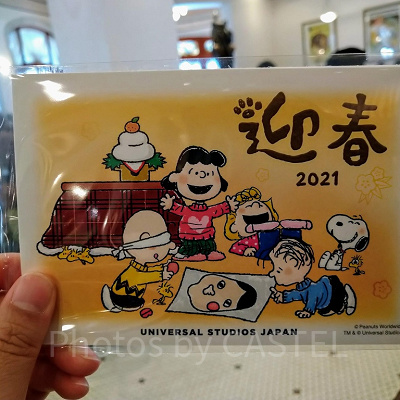 迎春
2021
UNIVERSAL STUDIOS JAPAN
© Peanuts Worldwide
TM & © Universal Studios
Photos by CASTEL